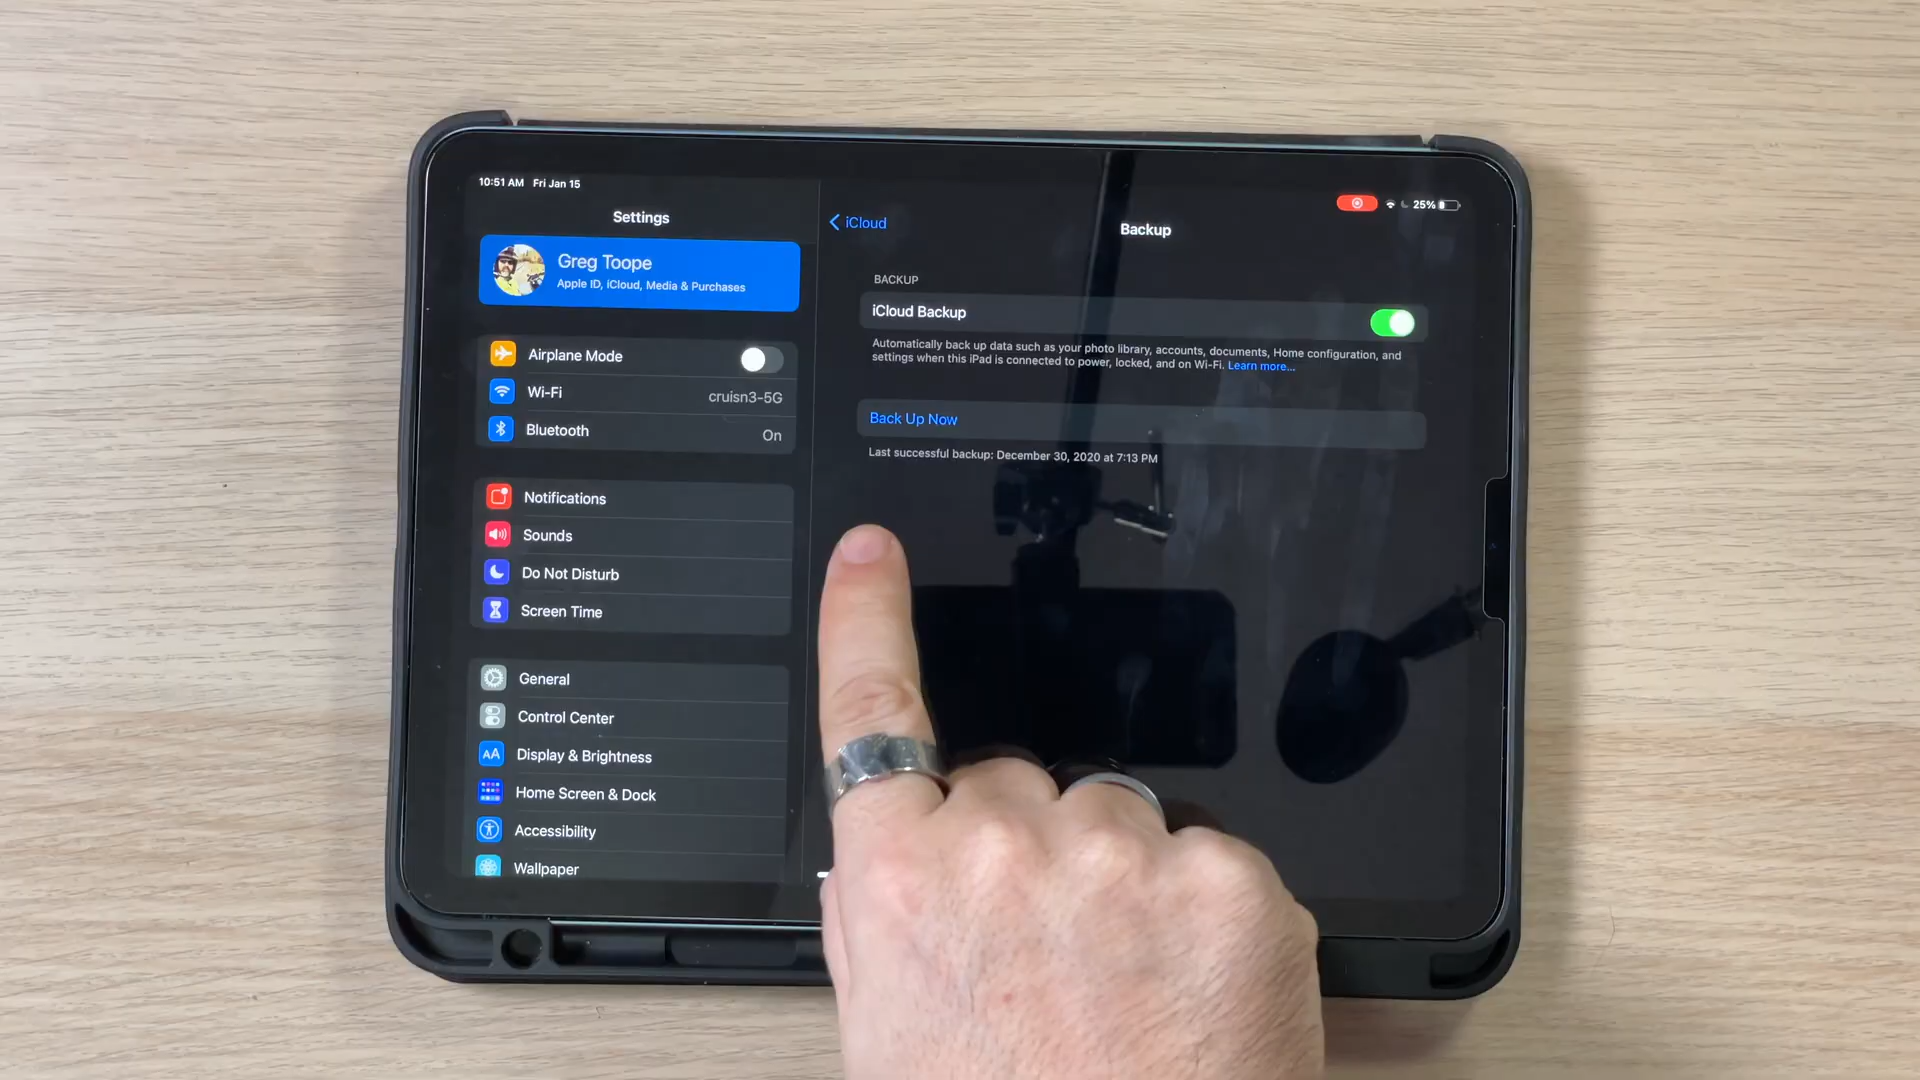 10:51 AM Fri Jan 15
25%
Settings
Greg Toope
Apple ID, iCloud, Media & Purchases
Airplane Mode
Wi-Fi cruisn3-5G
Bluetooth On
Notifications
Sounds
Do Not Disturb
Screen Time
General
Control Center
AA Display & Brightness
Home Screen & Dock
Accessibility
Wallpaper
iCloud
Backup
BACKUP
iCloud Backup
Automatically back up data such as your photo library, accounts, documents, Home configuration, and
settings when this iPad is connected to power, locked, and on Wi-Fi. Learn more...
Back Up Now
Last successful backup: December 30, 2020 at 7:13 PM